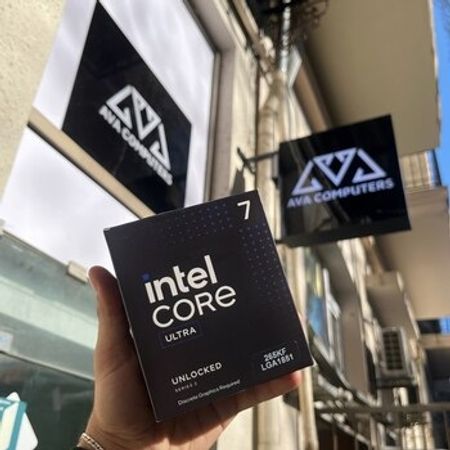 AVA COMPUTERS
AVA COMPUTERS
7
intel
CORE
ULTRA
UNLOCKED
SERIES 2
Discrete Graphics Required
265KF
LGA1851